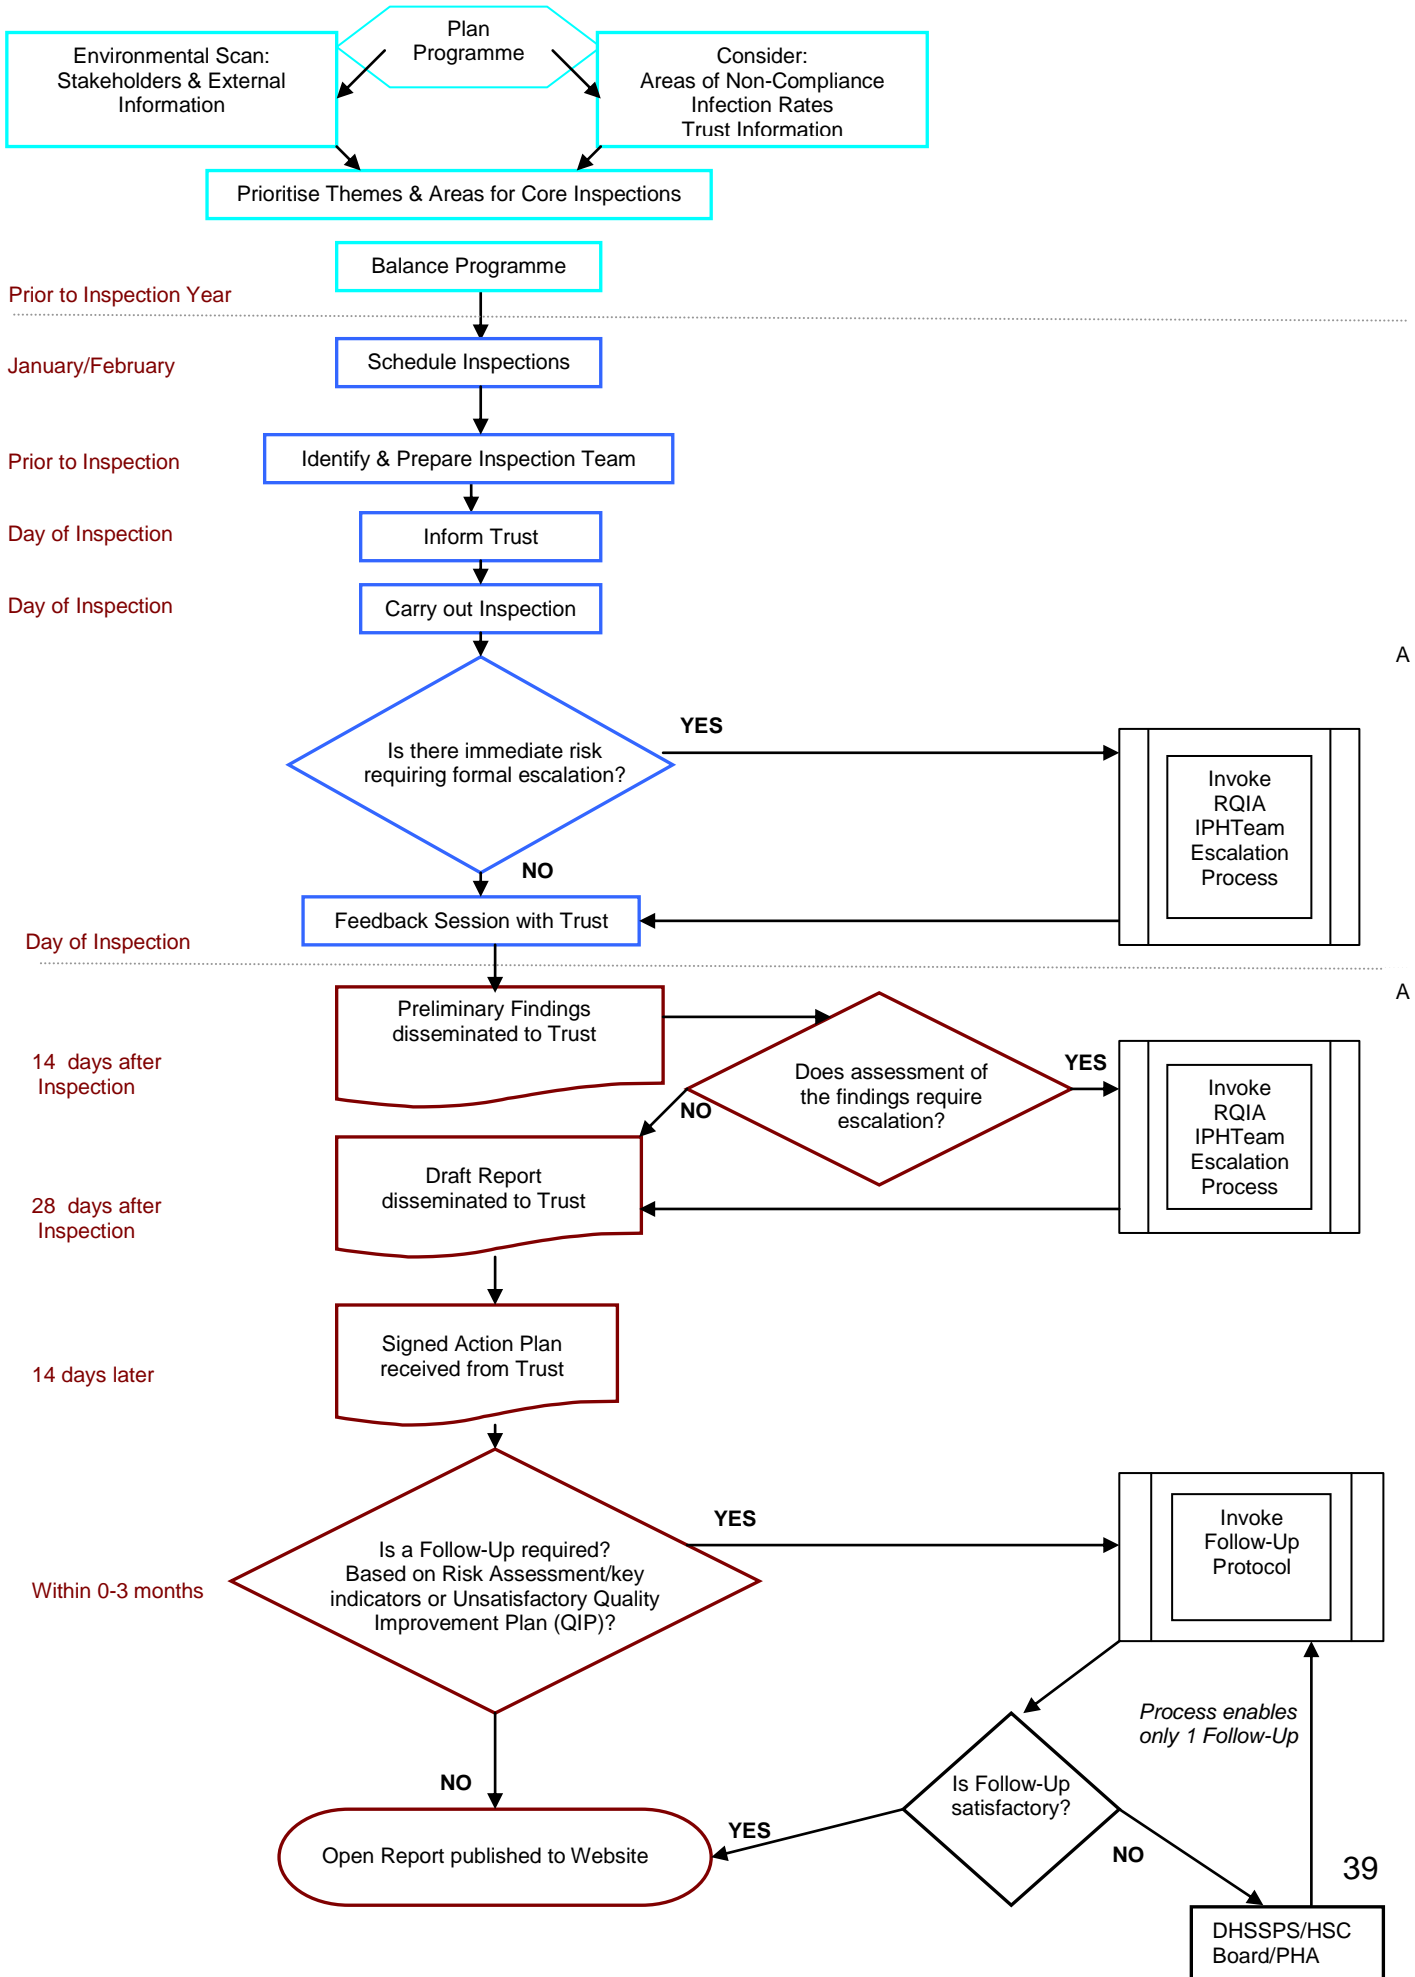 Plan
Programme
Environmental Scan:
Stakeholders & External
Information
Consider:
Areas of Non-Compliance
Infection Rates
Trust Information
Prioritise Themes & Areas for Core Inspections
Balance Programme
Prior to Inspection Year
January/February
Schedule Inspections
Prior to Inspection
Identify & Prepare Inspection Team
Day of Inspection
Inform Trust
Day of Inspection
Carry out Inspection
A
Is there immediate risk
requiring formal escalation?
YES
NO
Invoke
RQIA
IPHTeam
Escalation
Process
Feedback Session with Trust
Day of Inspection
A
Preliminary Findings
disseminated to Trust
14 days after
Inspection
Does assessment of
the findings require
escalation?
YES
NO
Invoke
RQIA
IPHTeam
Escalation
Process
Draft Report
disseminated to Trust
28 days after
Inspection
Signed Action Plan
received from Trust
14 days later
Is a Follow-Up required?
Based on Risk Assessment/key
indicators or Unsatisfactory Quality
Improvement Plan (QIP)?
Within 0-3 months
YES
NO
Invoke
Follow-Up
Protocol
Process enables
only 1 Follow-Up
Is Follow-Up
satisfactory?
YES
NO
Open Report published to Website
39
DHSSPS/HSC
Board/PHA